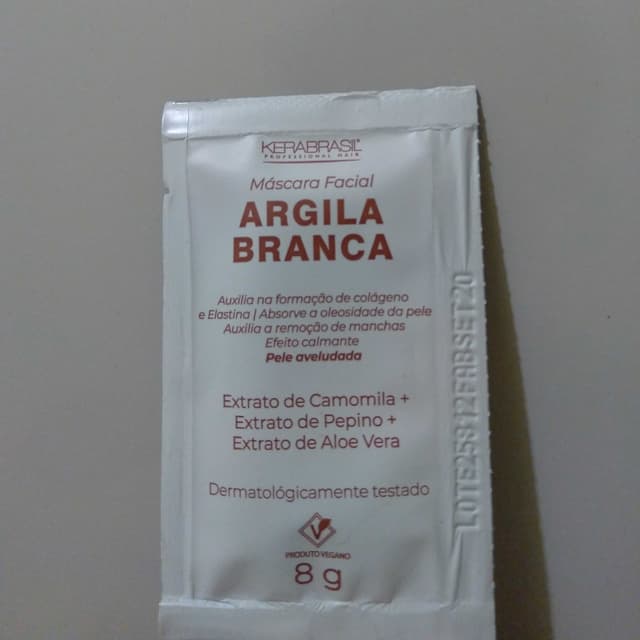 KERABRASIL
PROFESSIONAL HAIR
Máscara Facial
ARGILA
BRANCA
Auxilia na formação de colágeno
e Elastina | Absorve a oleosidade da pele
Auxilia a remoção de manchas
Efeito calmante
Pele aveludada
Extrato de Camomila +
Extrato de Pepino +
Extrato de Aloe Vera
Dermatológicamente testado
V
PRODUTO VEGANO
8 g